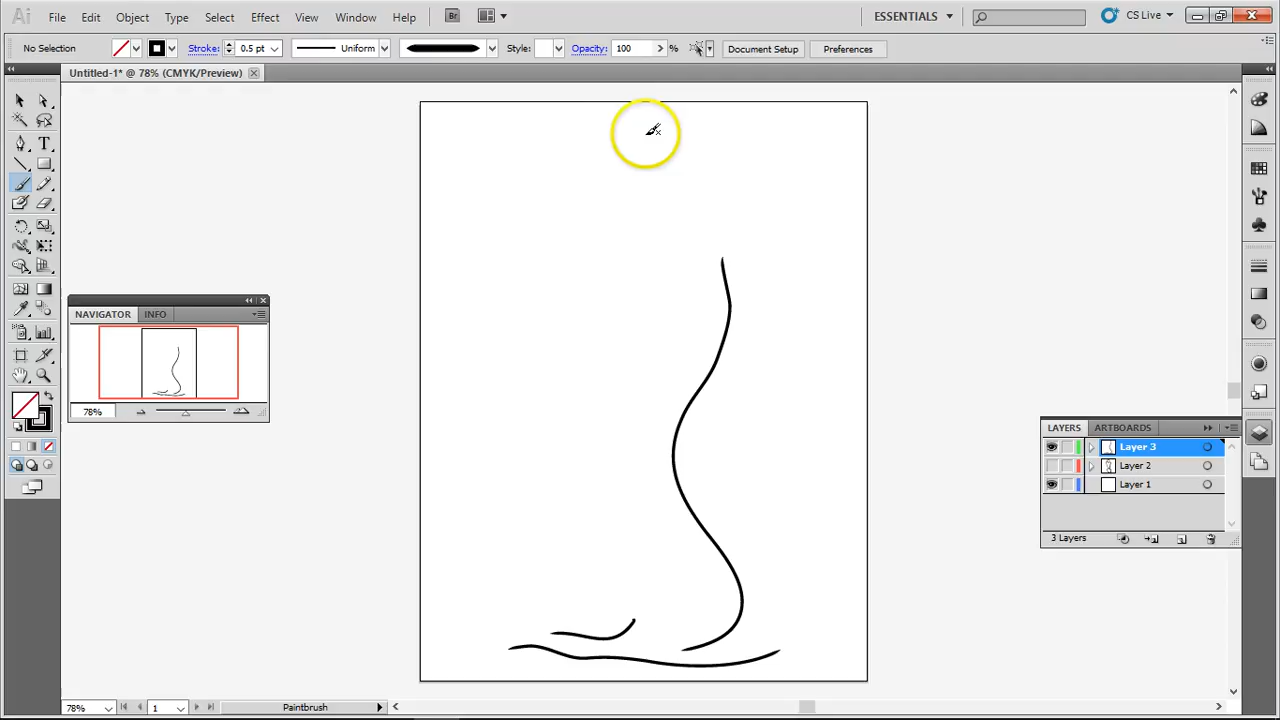 Ai File Edit Object Type Select Effect View Window Help Br ESSENTIALS CS Live
No Selection Stroke: 0.5 pt Uniform Style: Opacity: 100 % Document Setup Preferences
Untitled-1* @ 78% (CMYK/Preview)
NAVIGATOR INFO
78%
LAYERS ARTBOARDS
Layer 3
Layer 2
Layer 1
3 Layers
78% 1 Paintbrush